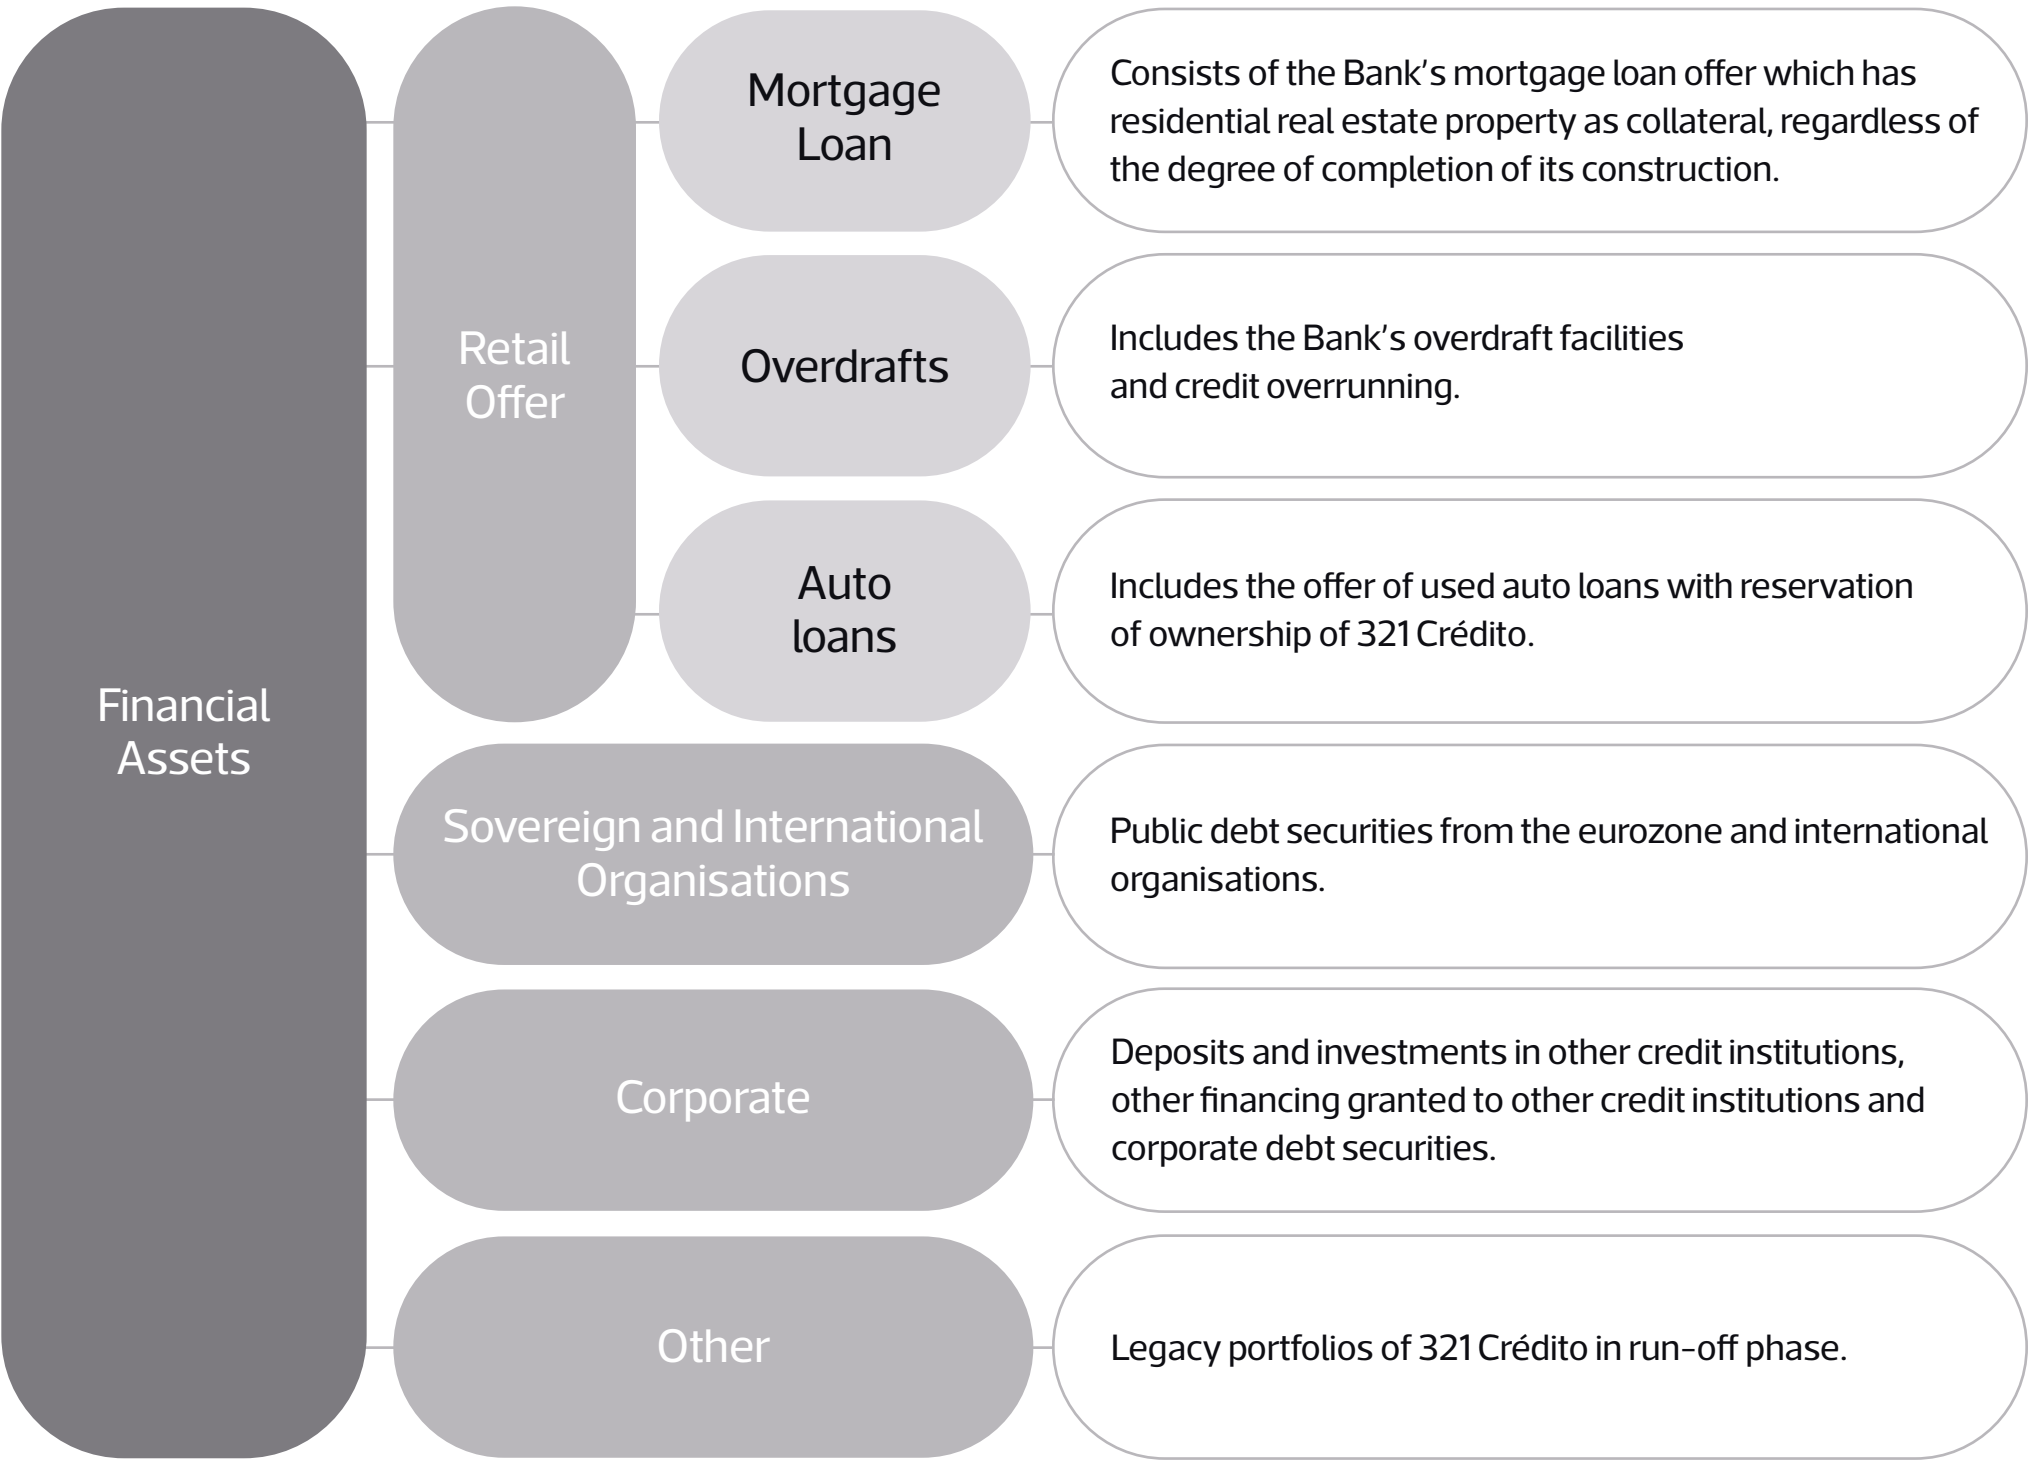 Financial
Assets
Retail
Offer
Mortgage
Loan
Consists of the Bank's mortgage loan offer which has
residential real estate property as collateral, regardless of
the degree of completion of its construction.
Overdrafts
Includes the Bank's overdraft facilities
and credit overrunning.
Auto
loans
Includes the offer of used auto loans with reservation
of ownership of 321 Crédito.
Sovereign and International
Organisations
Public debt securities from the eurozone and international
organisations.
Corporate
Deposits and investments in other credit institutions,
other financing granted to other credit institutions and
corporate debt securities.
Other
Legacy portfolios of 321 Crédito in run-off phase.